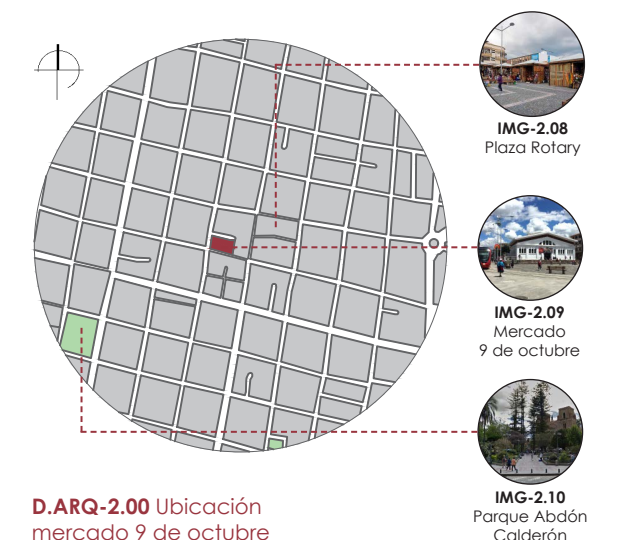 IMG-2.08
Plaza Rotary
IMG-2.09
Mercado
9 de octubre
IMG-2.10
Parque Abdón
Calderón
D.ARQ-2.00 Ubicación
mercado 9 de octubre